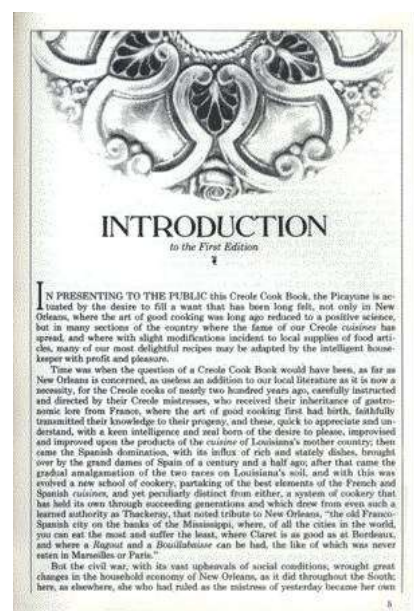 INTRODUCTION
to the First Edition
IN PRESENTING TO THE PUBLIC this Creole Cook Book, the Picayune is ac-
tuated by the desire to fill a want that has been long felt, not only in New
Orleans, where the art of good cooking was long ago reduced to a positive science,
but in many sections of the country where the fame of our Creole cuisines has
spread, and where with slight modifications incident to local supplies of food arti-
cles, many of our most delightful recipes may be adapted by the intelligent house-
keeper with profit and pleasure.
Time was when the question of a Creole Cook Book would have been, as far as
New Orleans is concerned, as useless an addition to our local literature as it is now a
necessity, for the Creole cooks of nearly two hundred years ago, carefully instructed
and directed by their Creole mistresses, who received their inheritance of gastro-
nomic lore from France, where the art of good cooking first had birth, faithfully
transmitted their knowledge to their progeny, and these, quick to appreciate and un-
derstand, with a keen intelligence and zeal born of the desire to please, improvised
and improved upon the products of the cuisine of Louisiana's mother country; then
came the Spanish domination, with its influx of rich and stately dishes, brought
over by the grand dames of Spain of a century and a half ago; after that came the
gradual amalgamation of the two races on Louisiana's soil, and with this was
evolved a new school of cookery, partaking of the best elements of the French and
Spanish cuisines, and yet peculiarly distinct from either, a system of cookery that
has held its own through succeeding generations and which drew from even such a
learned authority as Thackeray, that noted tribute to New Orleans, "the old Franco-
Spanish city on the banks of the Mississippi, where, of all the cities in the world,
you can eat the most and suffer the least, where Claret is as good as at Bordeaux,
and where a Ragout and a Bouillabaisse can be had, the like of which was never
eaten in Marseilles or Paris."
But the civil war, with its vast upheavals of social conditions, wrought great
changes in the household economy of New Orleans, as it did throughout the South;
here, as elsewhere, she who had ruled as the mistress of yesterday became her own
5